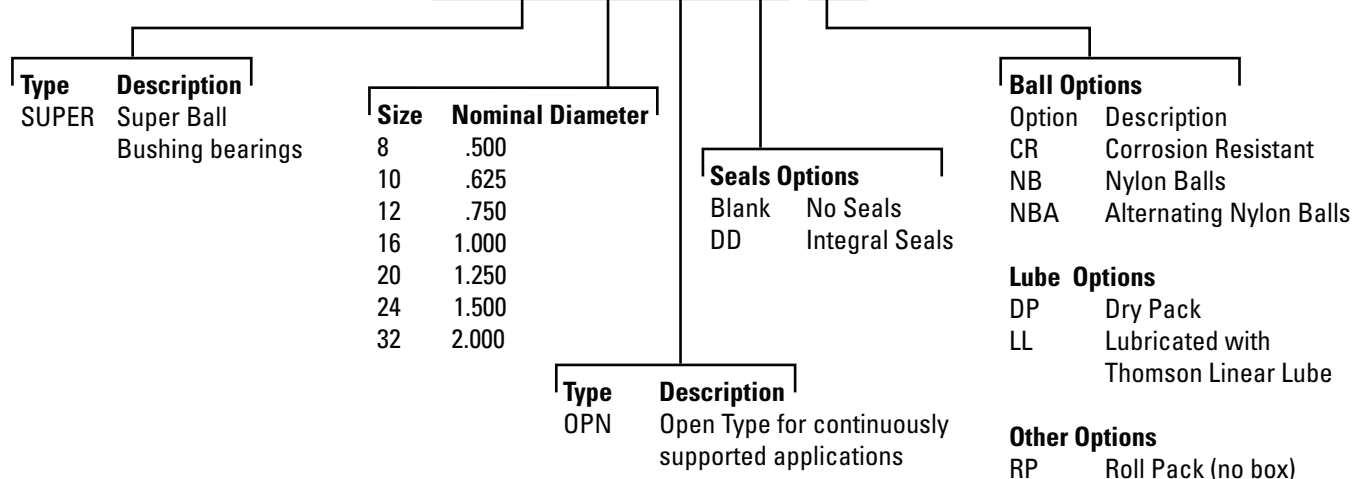 Type Description
SUPER Super Ball
Bushing bearings
Size Nominal Diameter
8 .500
10 .625
12 .750
16 1.000
20 1.250
24 1.500
32 2.000
Type Description
OPN Open Type for continuously
supported applications
Seals Options
Blank No Seals
DD Integral Seals
Ball Options
Option Description
CR Corrosion Resistant
NB Nylon Balls
NBA Alternating Nylon Balls
Lube Options
DP Dry Pack
LL Lubricated with
Thomson Linear Lube
Other Options
RP Roll Pack (no box)